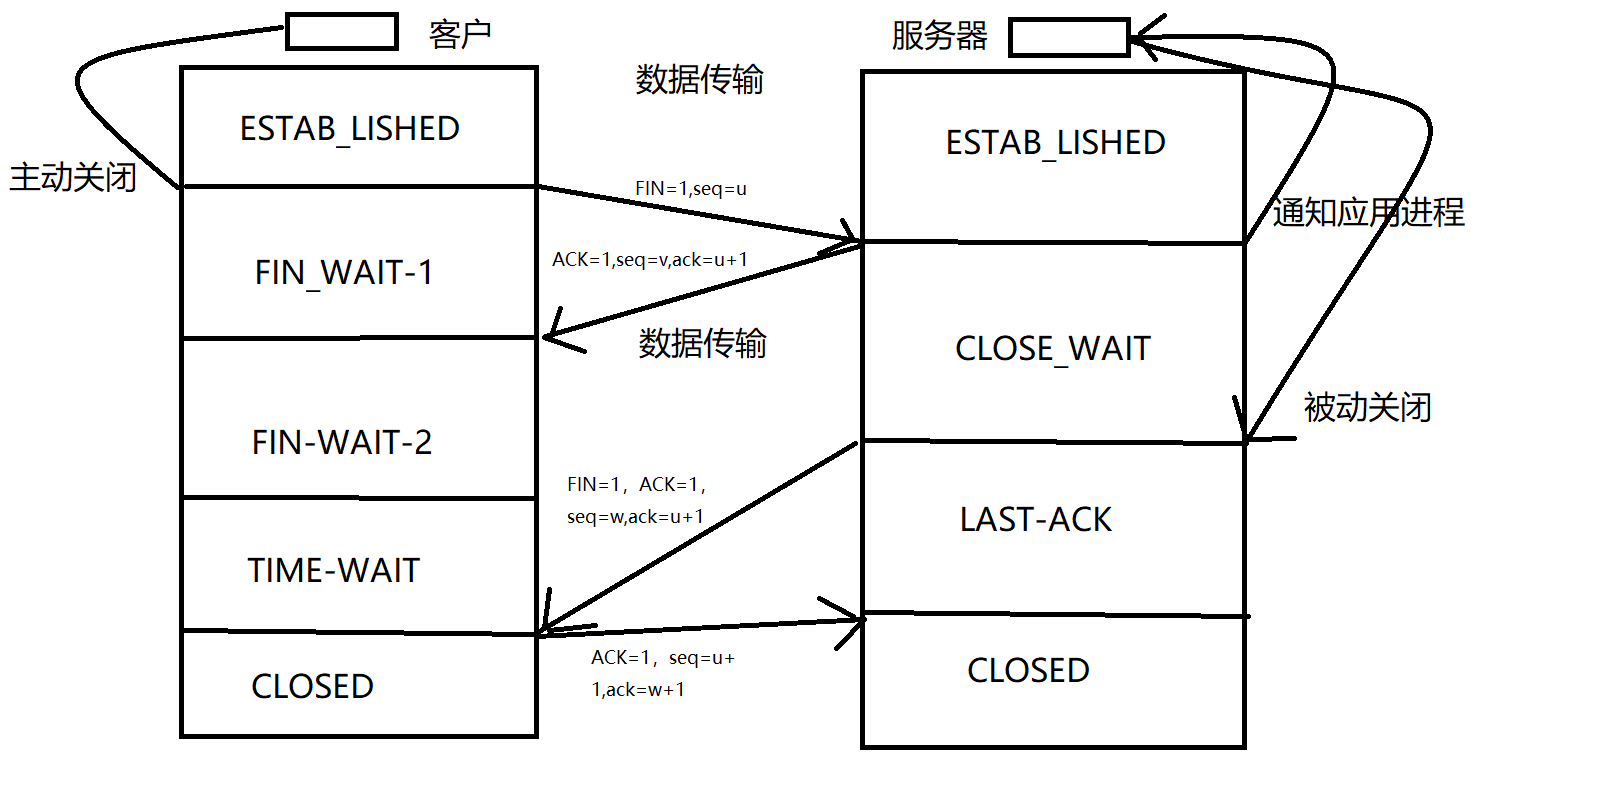 客户
服务器
数据传输
ESTAB_LISHED
ESTAB_LISHED
主动关闭
FIN=1,seq=u
通知应用进程
ACK=1,seq=v,ack=u+1
FIN_WAIT-1
数据传输
CLOSE_WAIT
被动关闭
FIN-WAIT-2
FIN=1，ACK=1，
seq=w,ack=u+1
LAST-ACK
TIME-WAIT
ACK=1，seq=u+
1,ack=w+1
CLOSED
CLOSED